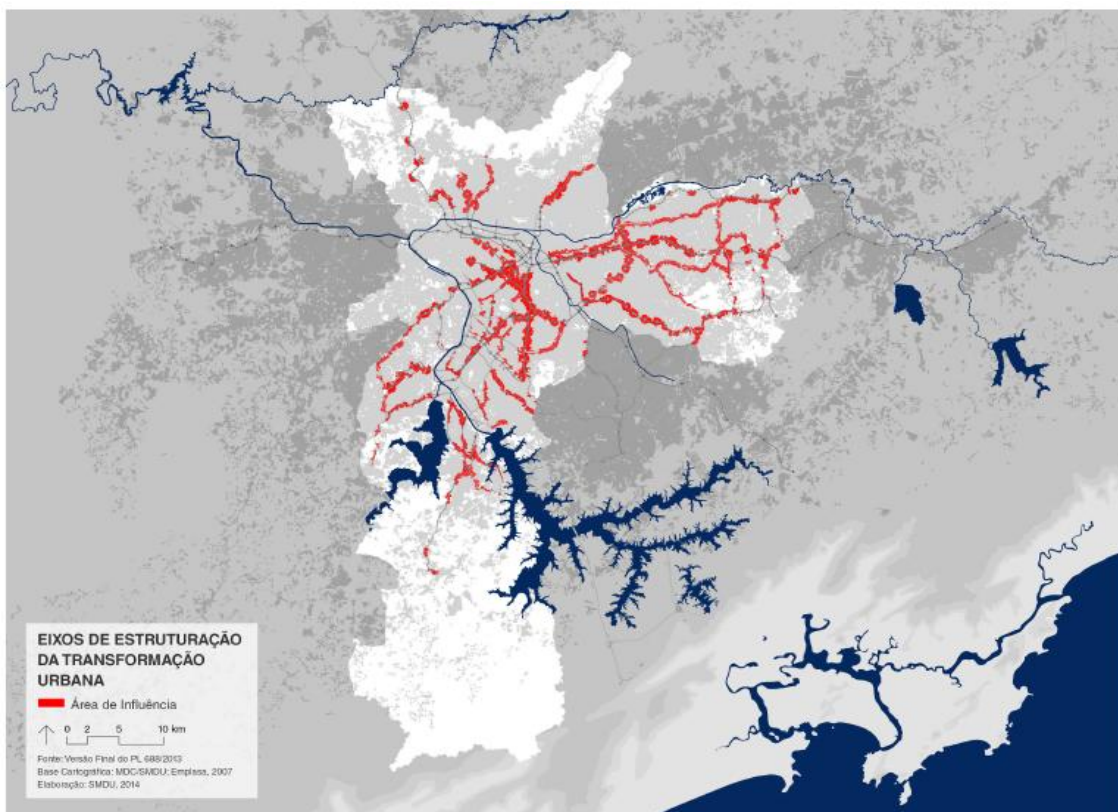 EIXOS DE ESTRUTURAÇÃO
DA TRANSFORMAÇÃO
URBANA
Área de Influência
0 2 5 10 km
Fonte: Versão Final do PL 688/2013
Base Cartográfica: MDC/SMDU; Emplasa, 2007
Elaboração: SMDU, 2014